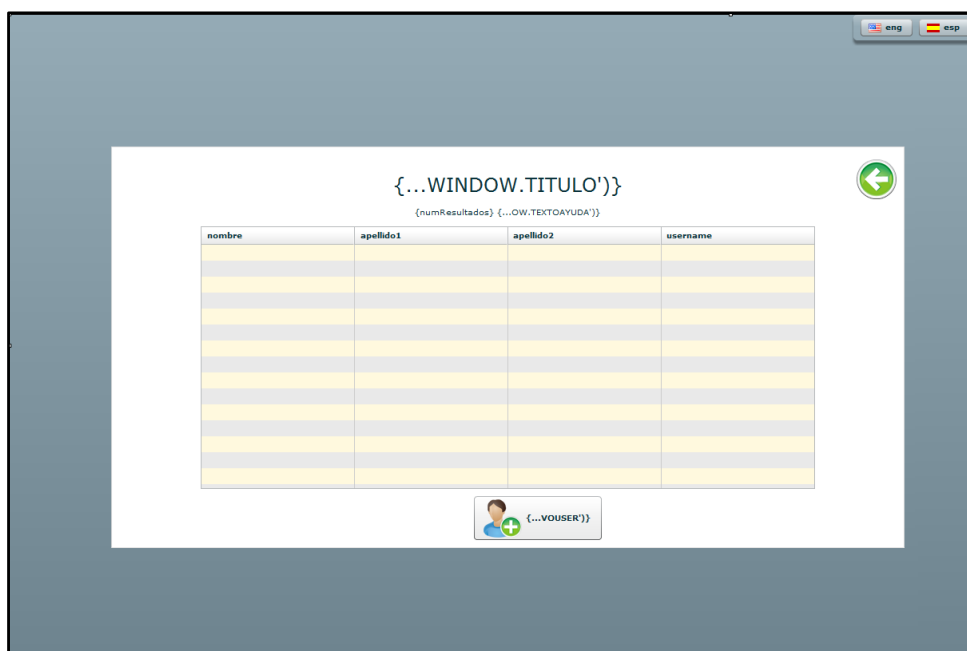 eng esp
{...WINDOW.TITULO')}
{numResultados} {...OW.TEXTOAYUDA')}
nombre apellido1 apellido2 username
{...VOUSER')}